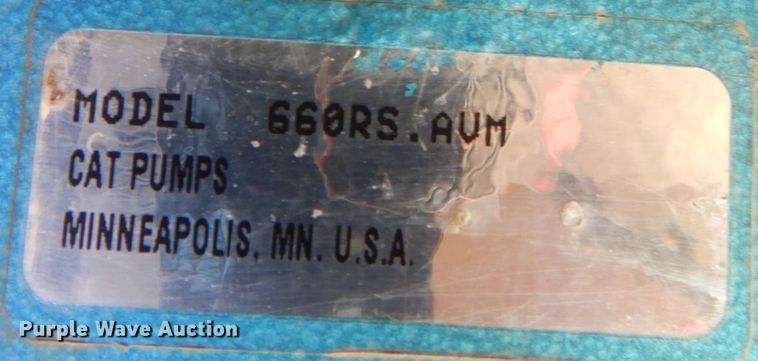 MODEL 660RS.AVM
CAT PUMPS
MINNEAPOLIS, MN. U.S.A.
Purple Wave Auction